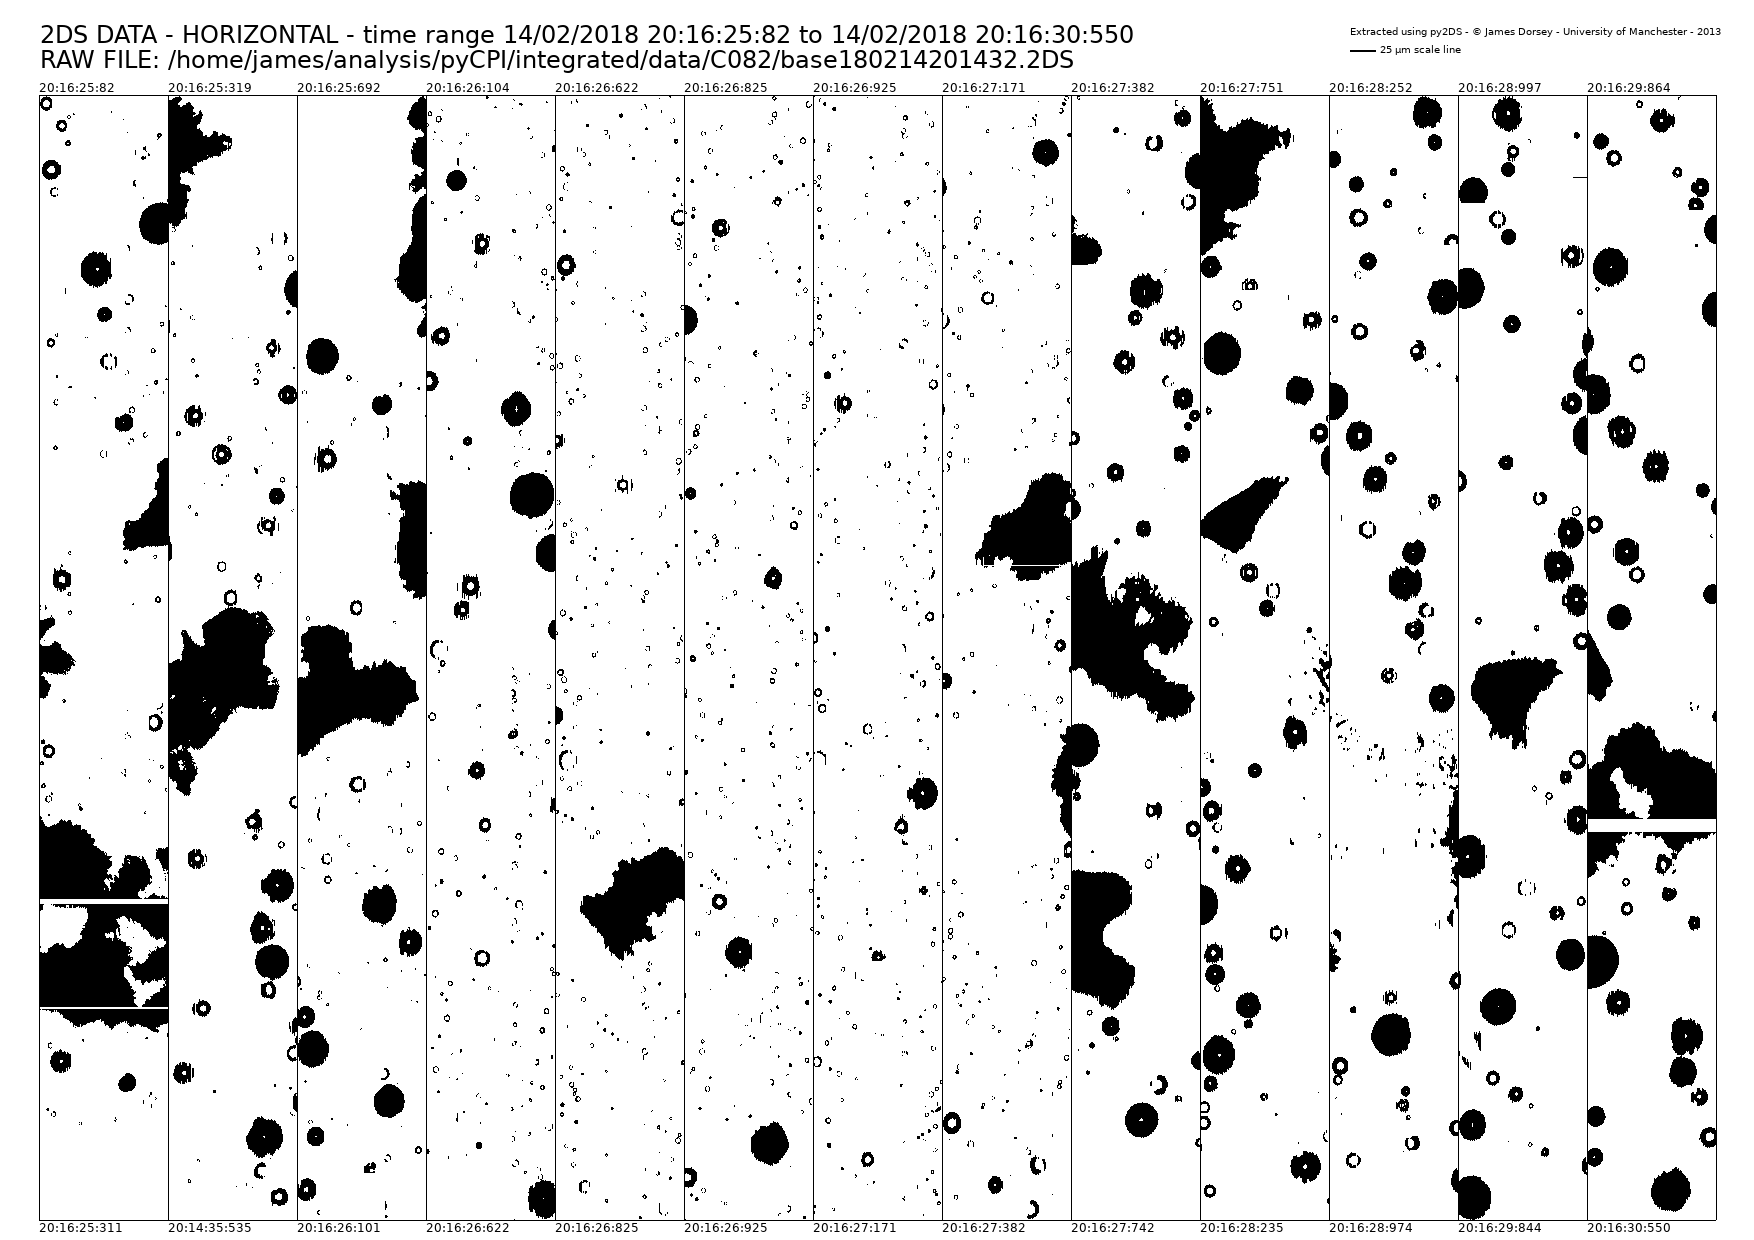 2DS DATA - HORIZONTAL - time range 14/02/2018 20:16:25:82 to 14/02/2018 20:16:30:550
RAW FILE: /home/james/analysis/pyCPI/integrated/data/C082/base180214201432.2DS
Extracted using py2DS - © James Dorsey - University of Manchester - 2013
25 µm scale line
20:16:25:82 20:16:25:319 20:16:25:692 20:16:26:104 20:16:26:622 20:16:26:825 20:16:26:925 20:16:27:171 20:16:27:382 20:16:27:751 20:16:28:252 20:16:28:997 20:16:29:864
20:16:25:311 20:14:35:535 20:16:26:101 20:16:26:622 20:16:26:825 20:16:26:925 20:16:27:171 20:16:27:382 20:16:27:742 20:16:28:235 20:16:28:974 20:16:29:844 20:16:30:550